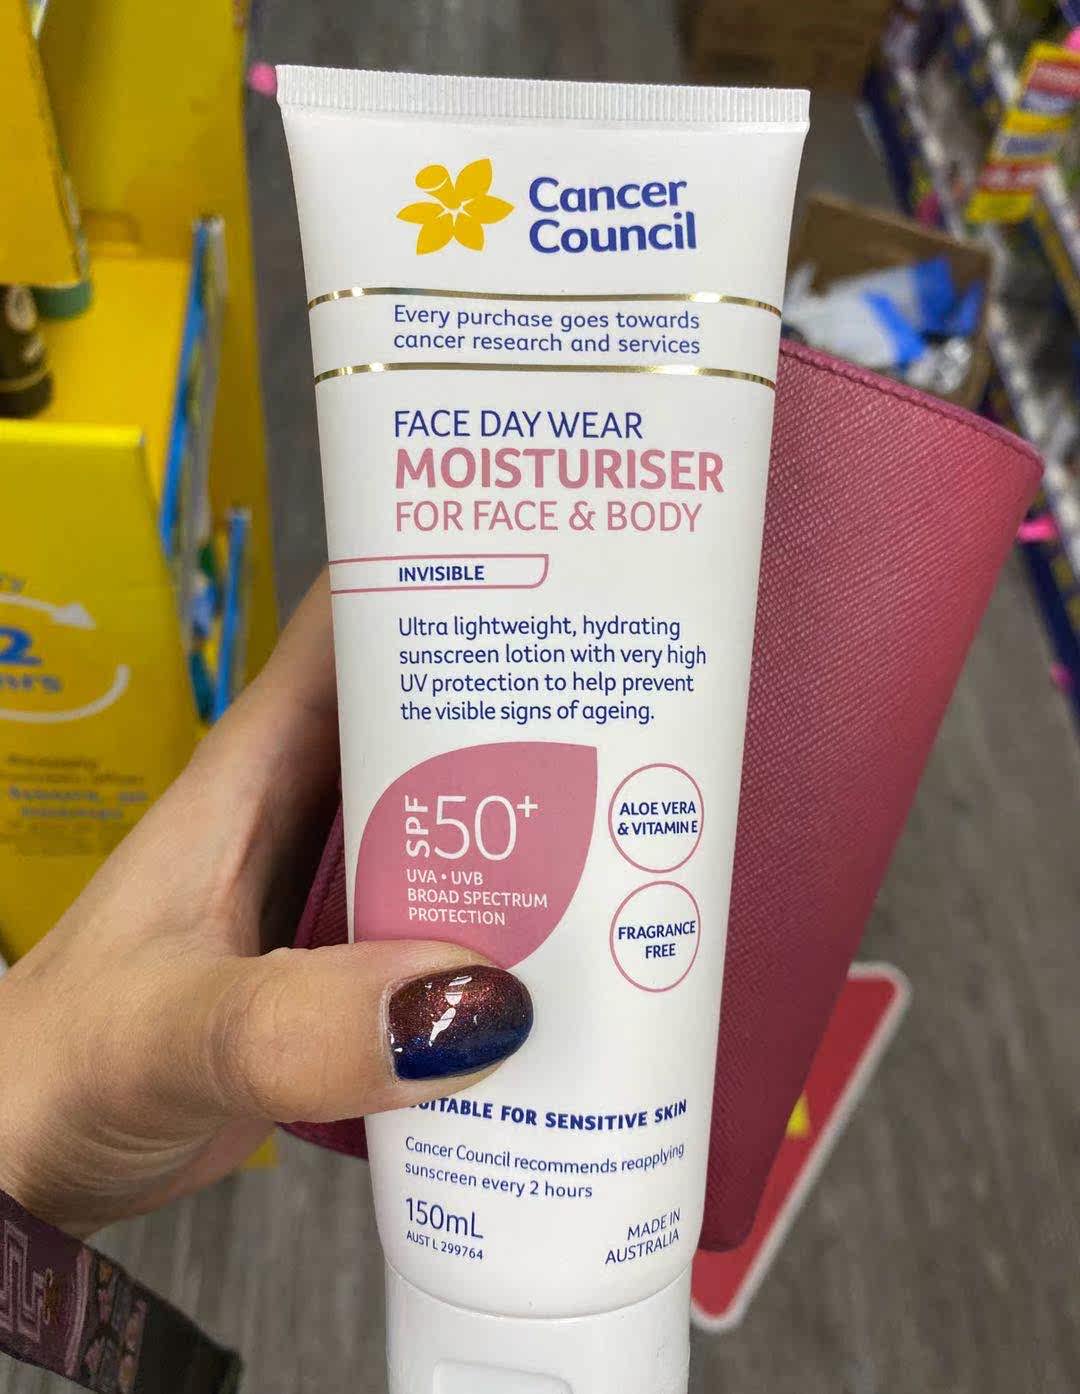 Cancer
Council
Every purchase goes towards
cancer research and services
FACE DAY WEAR
MOISTURISER
FOR FACE & BODY
INVISIBLE
Ultra lightweight, hydrating
sunscreen lotion with very high
UV protection to help prevent
the visible signs of ageing.
SPF 50+
UVA • UVB
BROAD SPECTRUM
PROTECTION
ALOE VERA
& VITAMIN E
FRAGRANCE
FREE
FOR SENSITIVE SKIN
Cancer Council recommends reapplying
sunscreen every 2 hours
150mL
AUST L 299764
MADE IN
AUSTRALIA
2